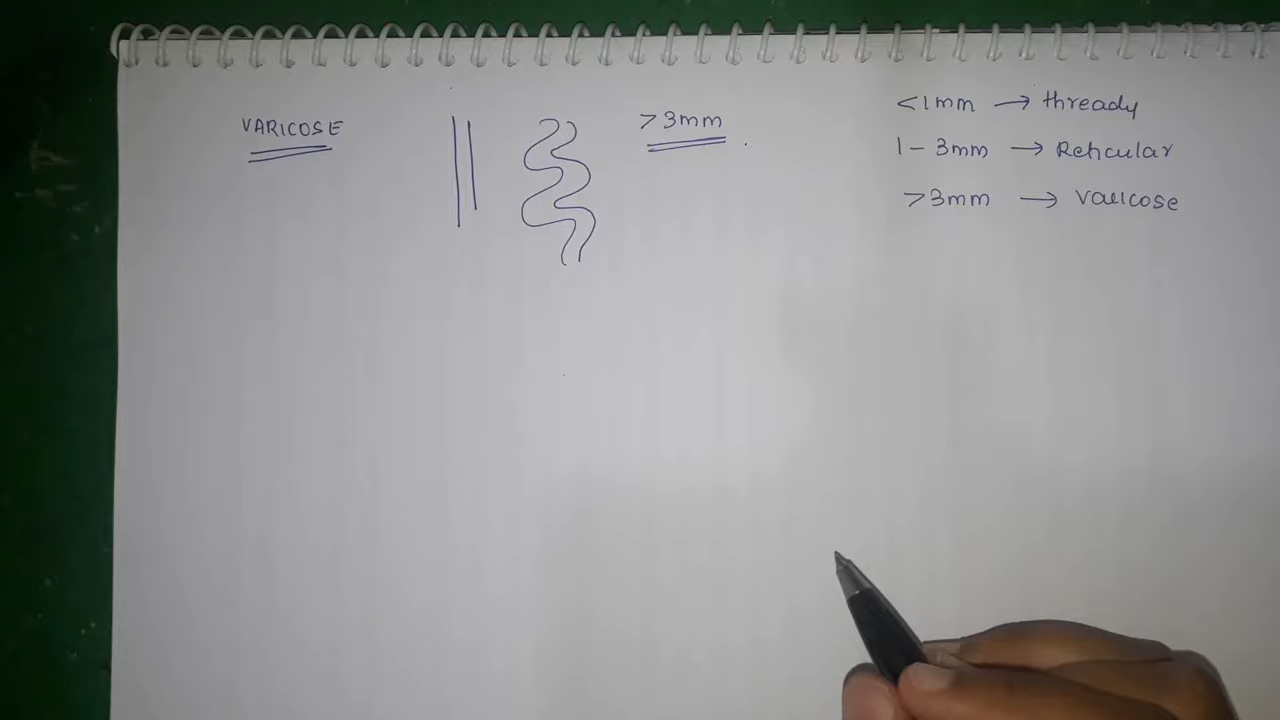 VARICOSE
>3mm
<1mm → thready
1-3mm → Reticular
>3mm → Varicose